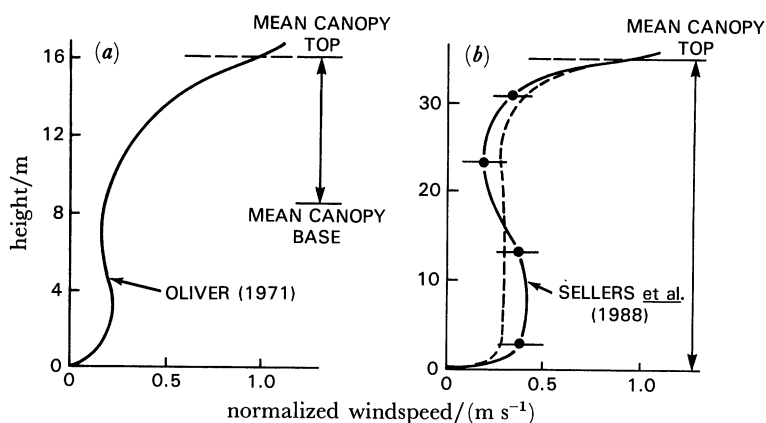 (a)
MEAN CANOPY
TOP
16
12
8
4
0
height/m
MEAN CANOPY
BASE
OLIVER (1971)
0
0.5
1.0
(b)
MEAN CANOPY
TOP
30
20
10
0
SELLERS et al.
(1988)
0
0.5
1.0
normalized windspeed/(m s⁻¹)